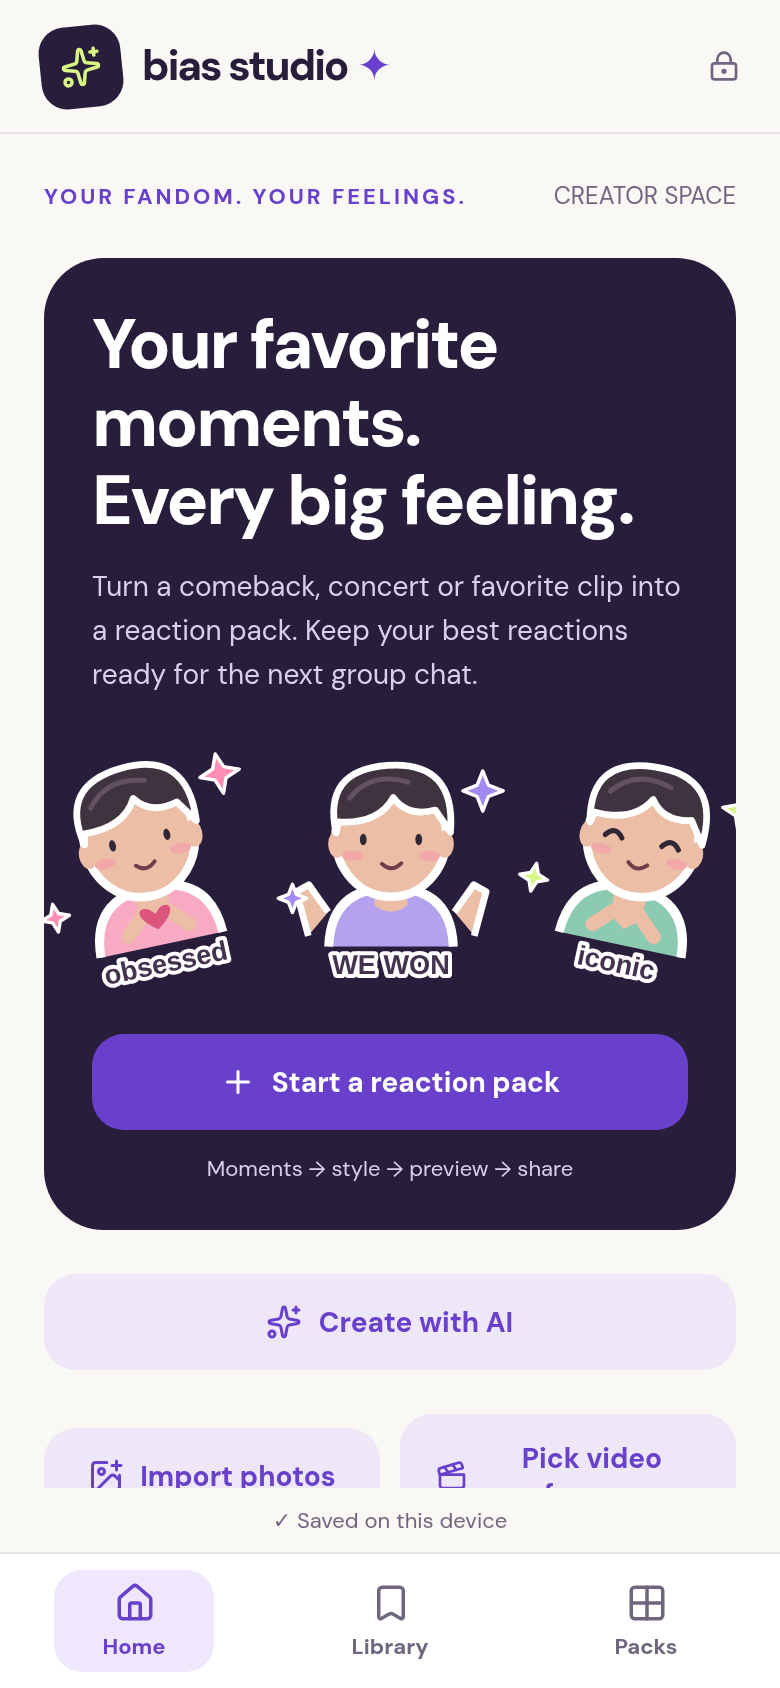 bias studio ✦
YOUR FANDOM. YOUR FEELINGS.
CREATOR SPACE
Your favorite
moments.
Every big feeling.
Turn a comeback, concert or favorite clip into
a reaction pack. Keep your best reactions
ready for the next group chat.
obsessed
WE WON
iconic
Start a reaction pack
Moments → style → preview → share
Create with AI
Import photos
Pick video
✓ Saved on this device
Home
Library
Packs